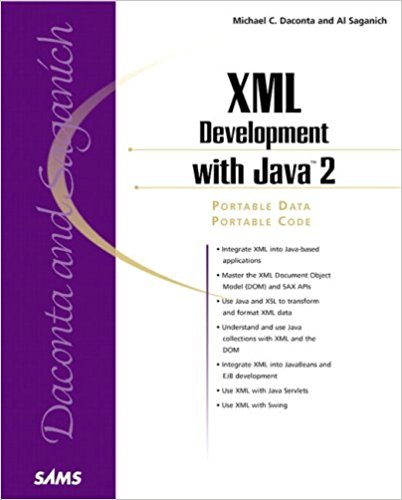 Michael C. Daconta and Al Saganich
XML
Development
with Java™ 2
PORTABLE DATA
PORTABLE CODE
• Integrate XML into Java-based
applications
• Master the XML Document Object
Model (DOM) and SAX APIs
• Use Java and XSL to transform
and format XML data
• Understand and use Java
collections with XML and the
DOM
• Integrate XML into JavaBeans and
EJB development
• Use XML with Java Servlets
• Use XML with Swing
Daconta and Saganich
SAMS